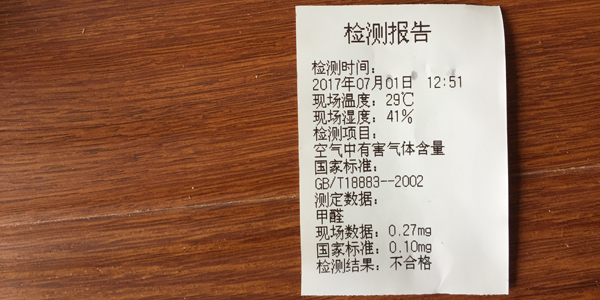 检测报告
检测时间：
2017年07月01日 12:51
现场温度：29℃
现场湿度：41%
检测项目：
空气中有害气体含量
国家标准：
GB/T18883--2002
测定数据：
甲醛
现场数据：0.27mg
国家标准：0.10mg
检测结果：不合格